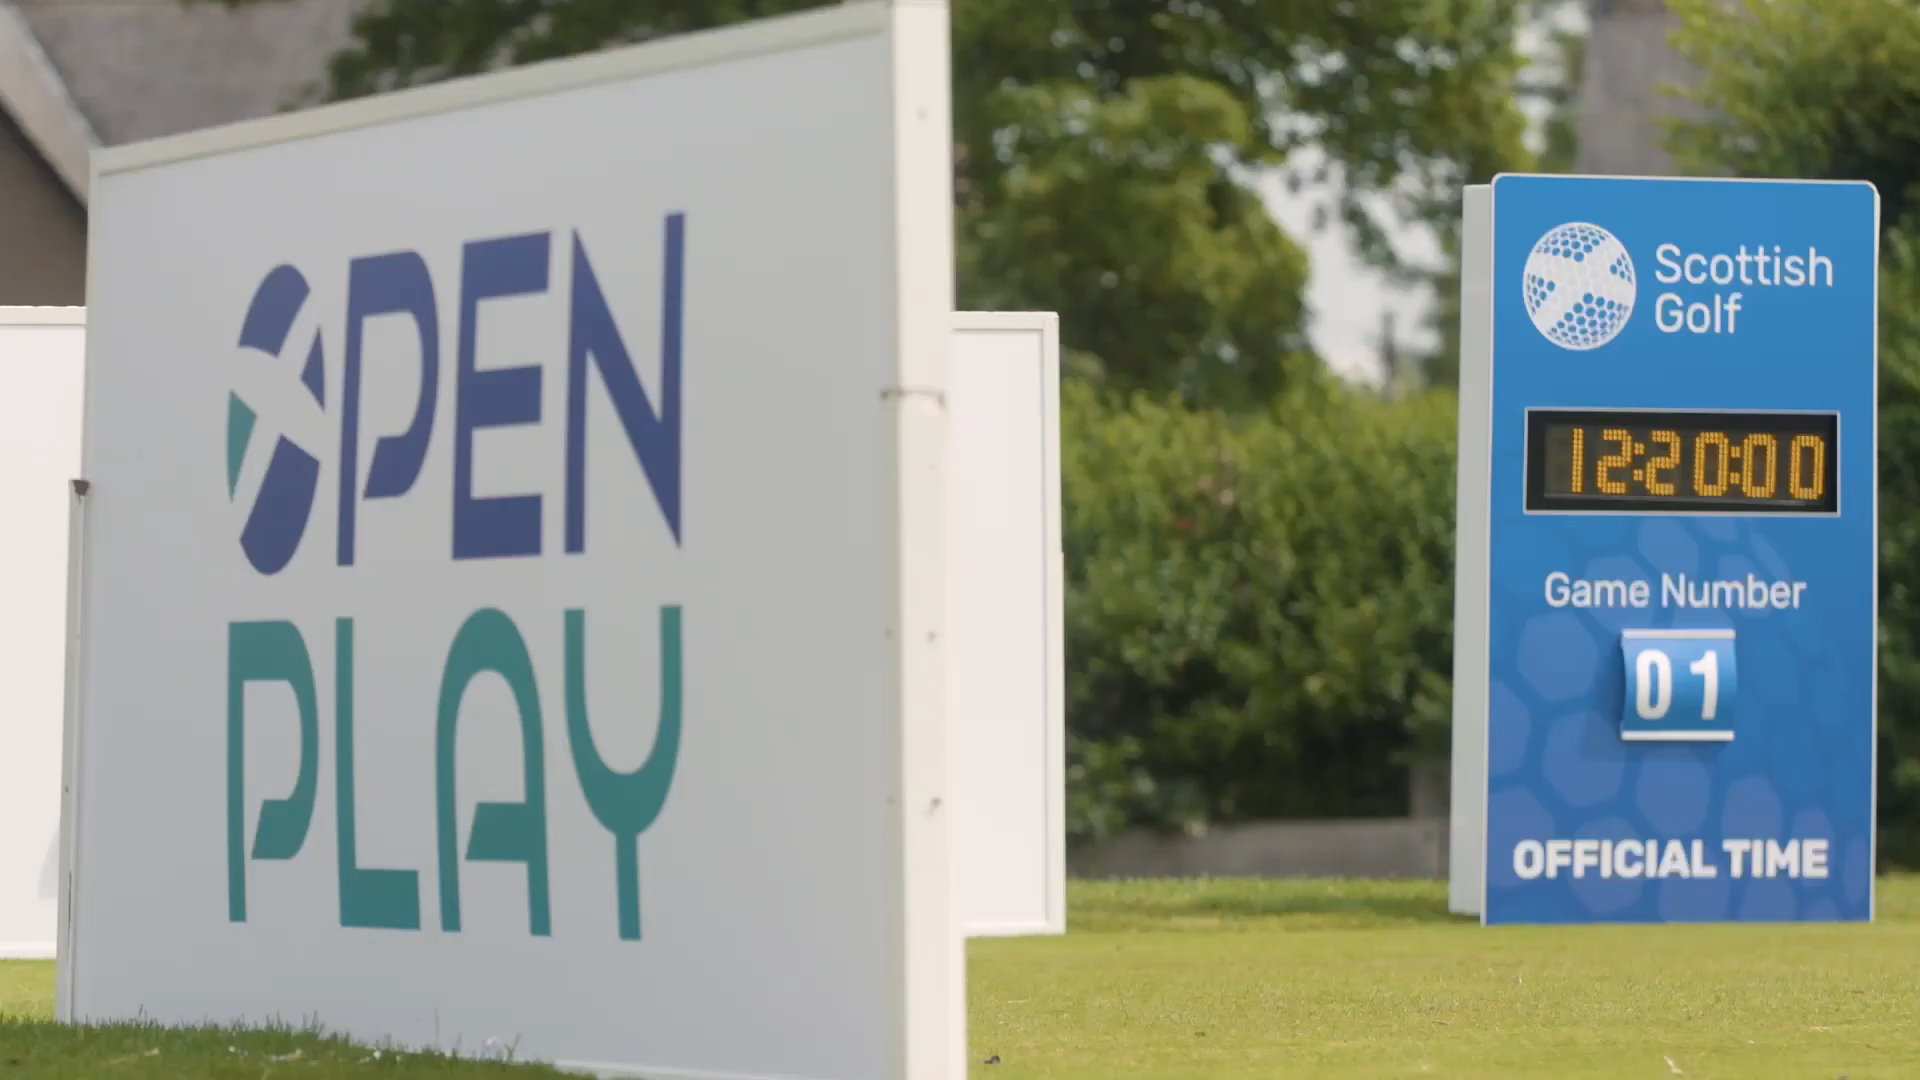 OPEN
PLAY
Scottish
Golf
12:20:00
Game Number
01
OFFICIAL TIME